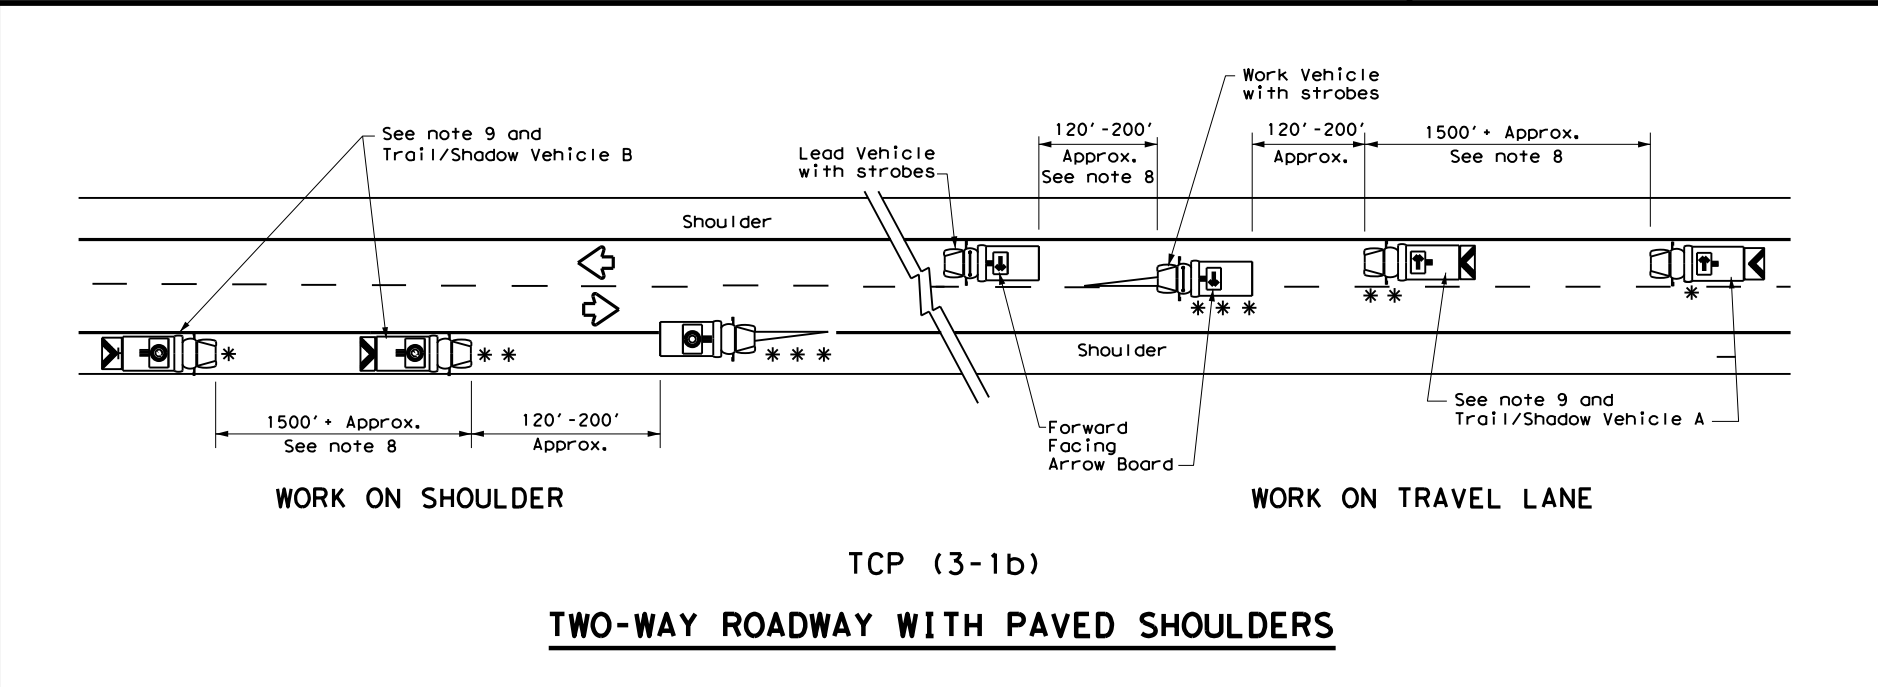 Work Vehicle
with strobes
See note 9 and
Trail/Shadow Vehicle B
Lead Vehicle
with strobes
120'-200'
Approx.
See note 8
120'-200'
Approx.
1500'+ Approx.
See note 8
Shoulder
Shoulder
* 
* *
* * *
* * *
* *
*
1500'+ Approx.
See note 8
120'-200'
Approx.
Forward
Facing
Arrow Board
See note 9 and
Trail/Shadow Vehicle A
WORK ON SHOULDER
WORK ON TRAVEL LANE
TCP (3-1b)
TWO-WAY ROADWAY WITH PAVED SHOULDERS